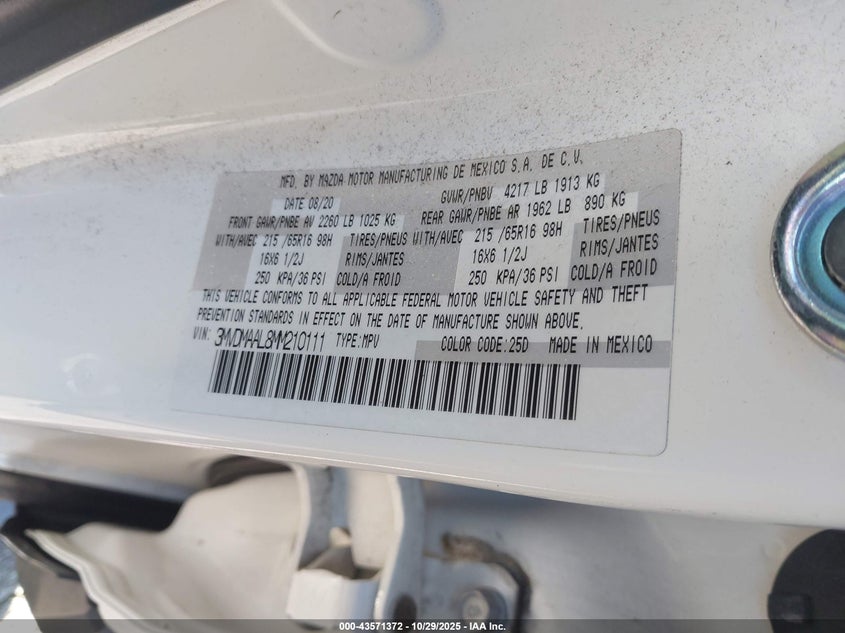 MFD. BY MAZDA MOTOR MANUFACTURING DE MEXICO S.A. DE C.V.
DATE 08/20 GVWR/PNBV 4217 LB 1913 KG
FRONT GAWR/PNBE AV 2260 LB 1025 KG REAR GAWR/PNBE AR 1962 LB 890 KG
WITH/AVEC 215 /65R16 98H TIRES/PNEUS WITH/AVEC 215 /65R16 98H TIRES/PNEUS
16X6 1/2J RIMS/JANTES 16X6 1/2J RIMS/JANTES
250 KPA/36 PSI COLD/A FROID 250 KPA/36 PSI COLD/A FROID
THIS VEHICLE CONFORMS TO ALL APPLICABLE FEDERAL MOTOR VEHICLE SAFETY AND THEFT
PREVENTION STANDARDS IN EFFECT ON THE DATE OF MANUFACTURE SHOWN ABOVE.
VIN: 3MVDMAAL8MM210111 TYPE:MPV COLOR CODE:25D MADE IN MEXICO
000-43571372 - 10/29/2025 - IAA Inc.